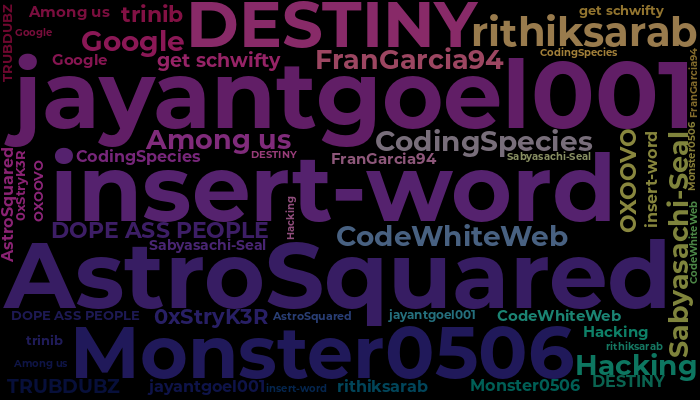 DESTINY
Among us
trinib
get schwifty
rithiksarab
TRUBDUBZ
Google
Google
CodingSpecies
Google
get schwifty
FranGarcia94
FranGarcia94
jayantgoel001
Among us
CodingSpecies
CodingSpecies
DESTINY
FranGarcia94
Sabyasachi-Seal
OXOOVO
insert-word
Monster0506
Sabyasachi-Seal
AstroSquared
0xStryK3R
OXOOVO
insert-word
Hacking
CodeWhiteWeb
DOPE ASS PEOPLE
Sabyasachi-Seal
CodeWhiteWeb
AstroSquared
DOPE ASS PEOPLE
0xStryK3R
AstroSquared
jayantgoel001
CodeWhiteWeb
trinib
Monster0506
Hacking
rithiksarab
Among us
Hacking
TRUBDUBZ
jayantgoel001
insert-word
rithiksarab
Monster0506
DESTINY